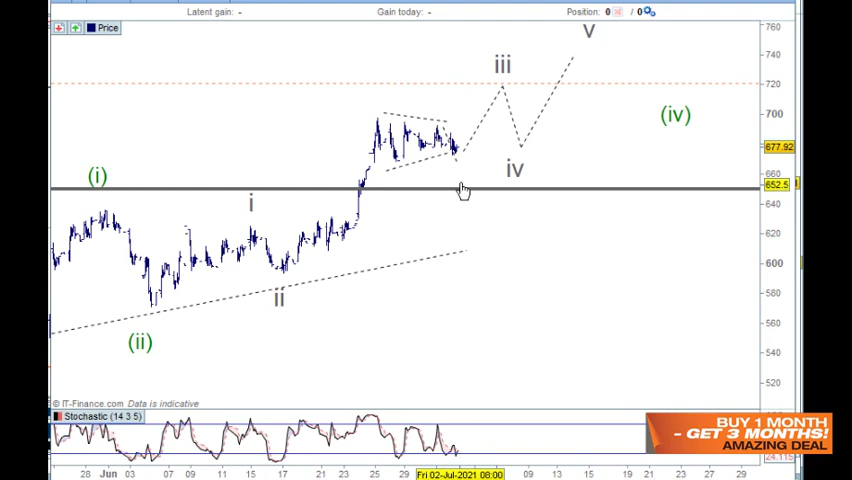 Latent gain: - Gain today: - Position: 0 / 0
Price
v
iii
iv
(iv)
(i)
i
ii
(ii)
760
740
720
700
677.92
660
652.5
640
620
600
580
560
540
520
© IT-Finance.com Data is indicative
Stochastic (14 3 5)
BUY 1 MONTH
- GET 3 MONTHS!
AMAZING DEAL
24.115
28 Jun 03 07 09 11 15 17 21 23 25 29 Fri 02-Jul-2021 08:00 09 13 15 19 21 23 27 29